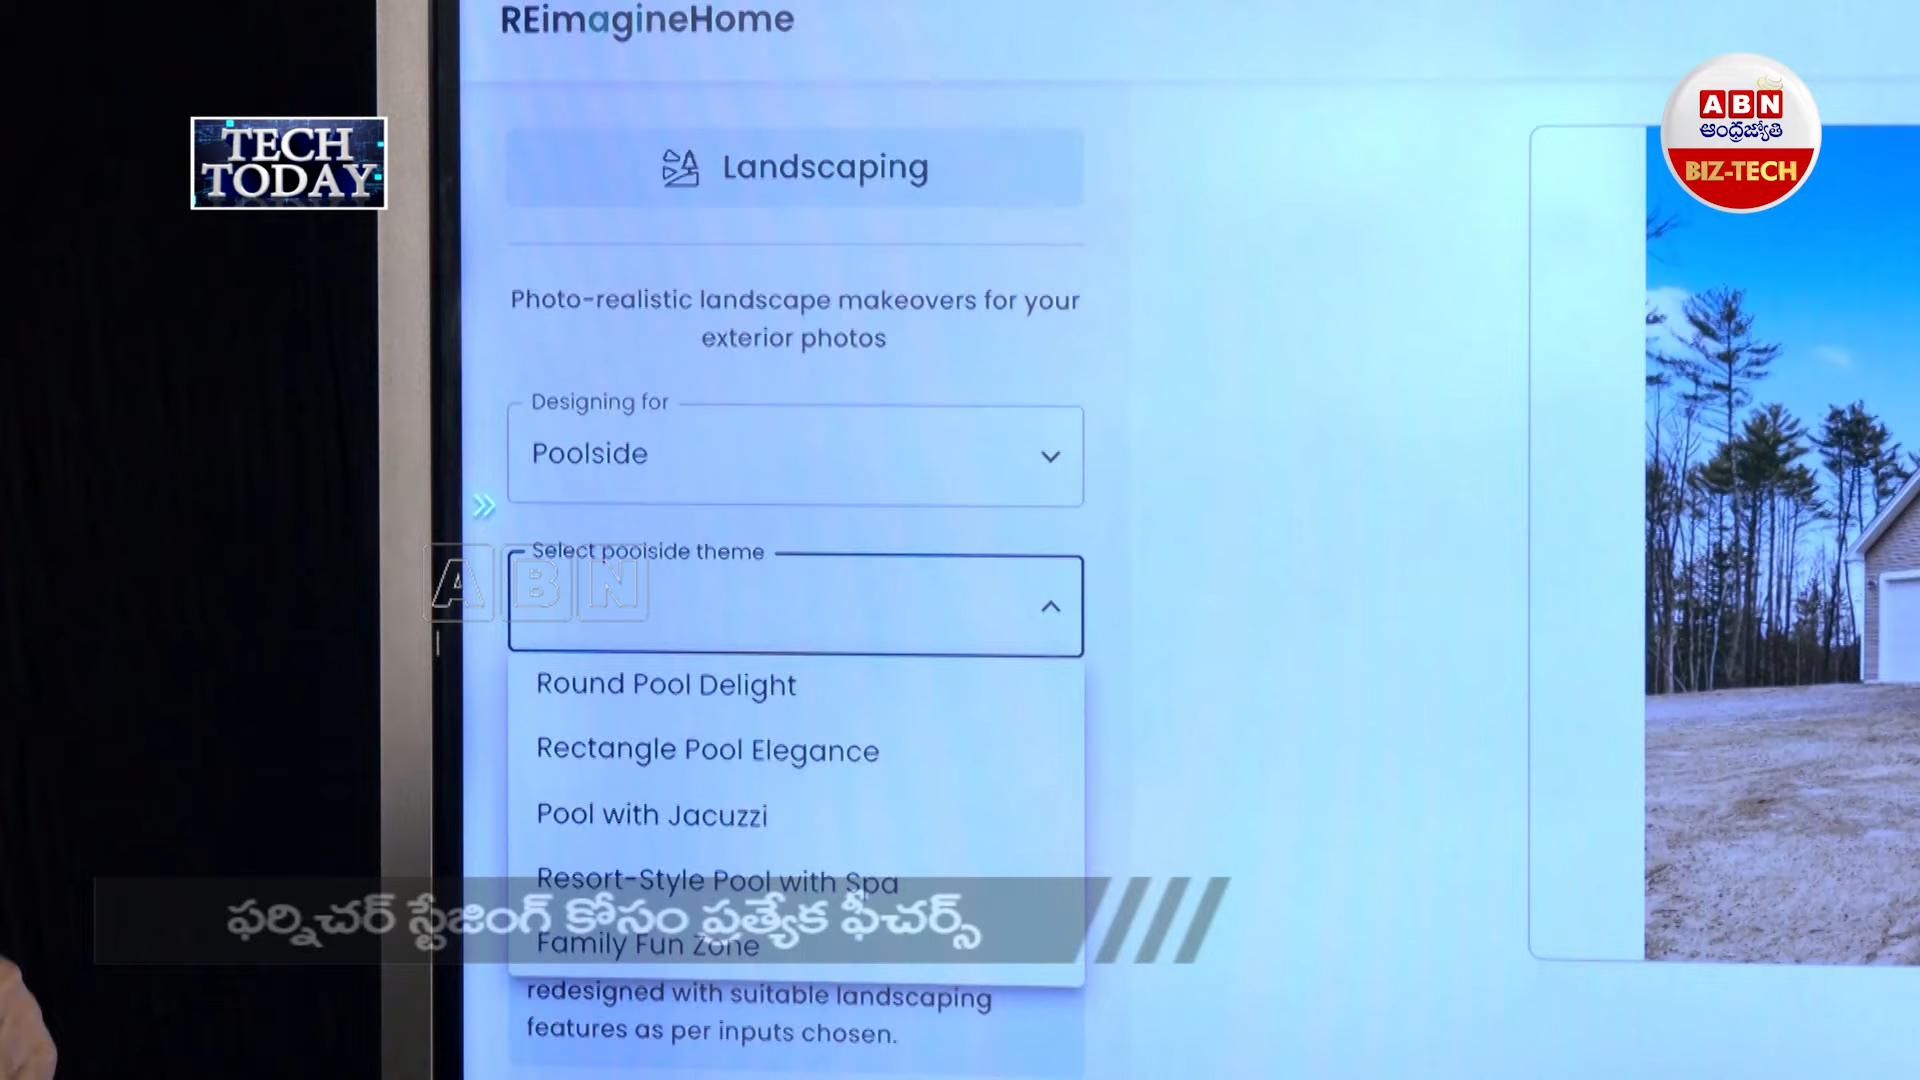 REimagineHome
TECH
TODAY
ABN
ఆంధ్రజ్యోతి
BIZ-TECH
Landscaping
Photo-realistic landscape makeovers for your
exterior photos
Designing for
Poolside
Select poolside theme
ABN
Round Pool Delight
Rectangle Pool Elegance
Pool with Jacuzzi
Resort-Style Pool with Spa
ఫర్నిచర్ స్టేజింగ్ కోసం ప్రత్యేక ఫీచర్స్
Family Fun Zone
redesigned with suitable landscaping
features as per inputs chosen.